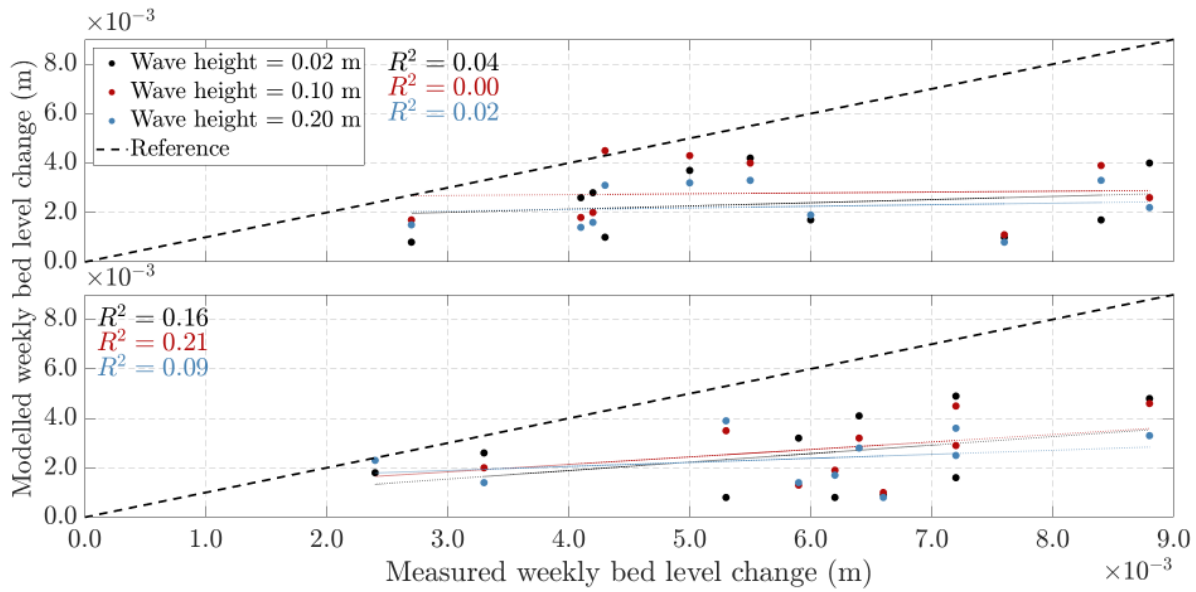 ×10⁻³
8.0
6.0
4.0
2.0
0.0
Wave height = 0.02 m
Wave height = 0.10 m
Wave height = 0.20 m
Reference
R² = 0.04
R² = 0.00
R² = 0.02
Modelled weekly bed level change (m)
×10⁻³
8.0
6.0
4.0
2.0
0.0
R² = 0.16
R² = 0.21
R² = 0.09
0.0 1.0 2.0 3.0 4.0 5.0 6.0 7.0 8.0 9.0
Measured weekly bed level change (m)
×10⁻³